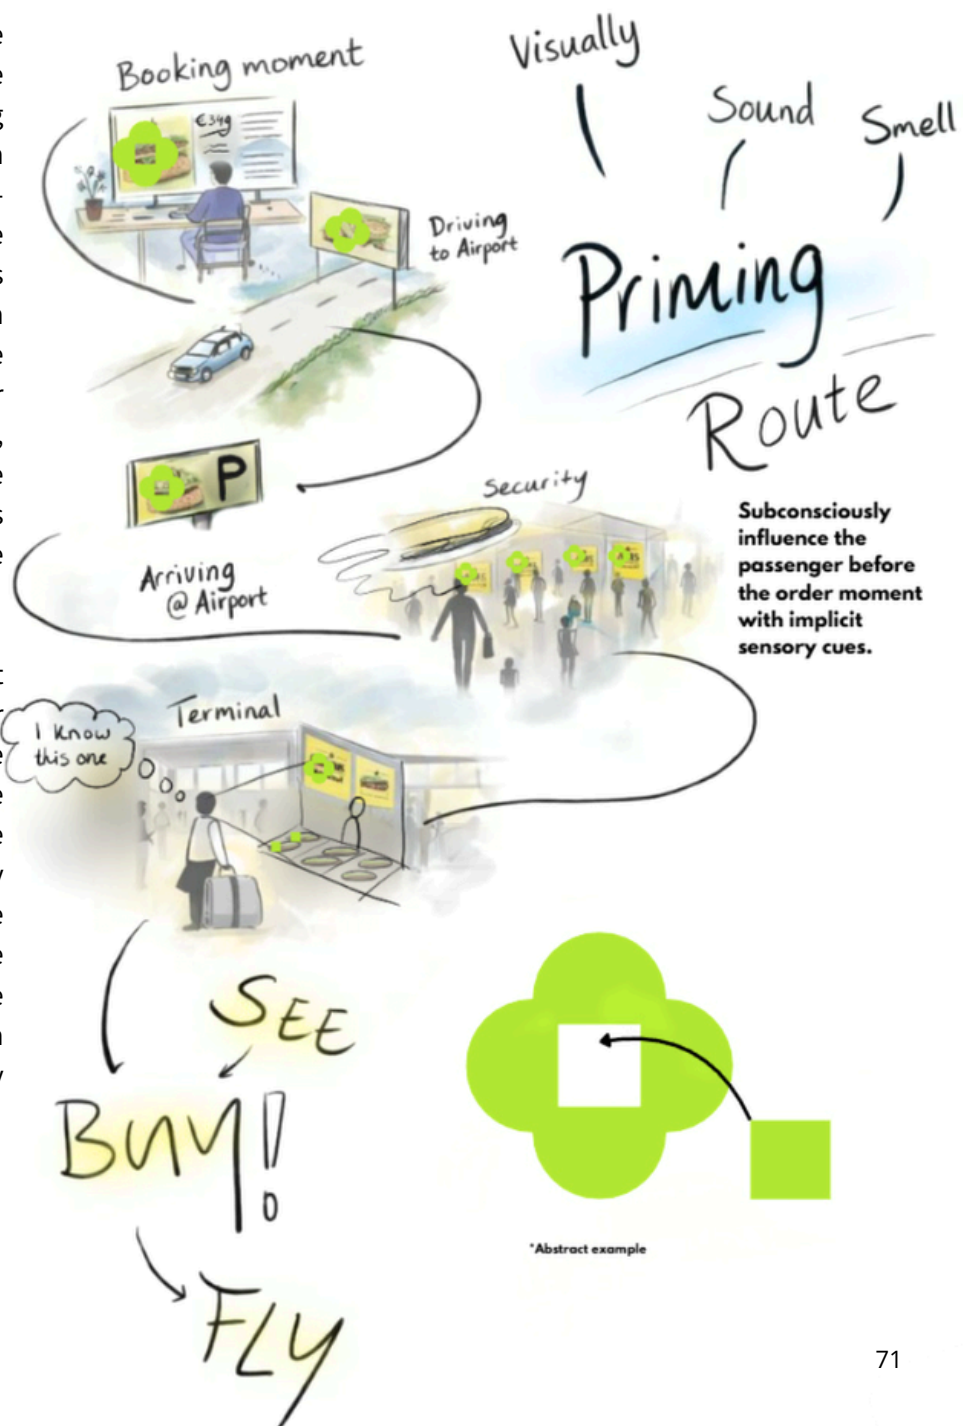 Booking moment
€349
Visually
Sound
Smell
Priming
Route
Driving
to Airport
P
Arriving
@ Airport
Security
Subconsciously
influence the
passenger before
the order moment
with implicit
sensory cues.
Terminal
I know
this one
SEE
BUY!
FLY
*Abstract example
71